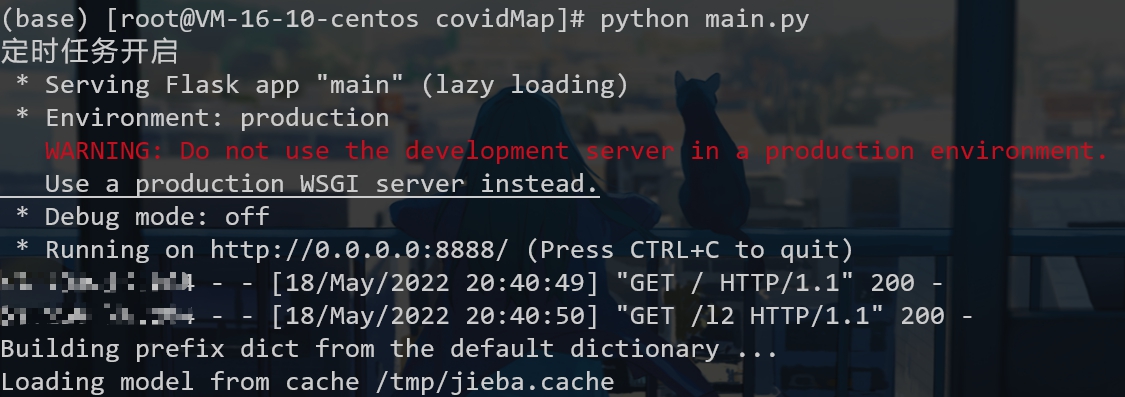 (base) [root@VM-16-10-centos covidMap]# python main.py
定时任务开启
 * Serving Flask app "main" (lazy loading)
 * Environment: production
   WARNING: Do not use the development server in a production environment.
   Use a production WSGI server instead.
 * Debug mode: off
 * Running on http://0.0.0.0:8888/ (Press CTRL+C to quit)
- - [18/May/2022 20:40:49] "GET / HTTP/1.1" 200 -
- - [18/May/2022 20:40:50] "GET /l2 HTTP/1.1" 200 -
Building prefix dict from the default dictionary ...
Loading model from cache /tmp/jieba.cache